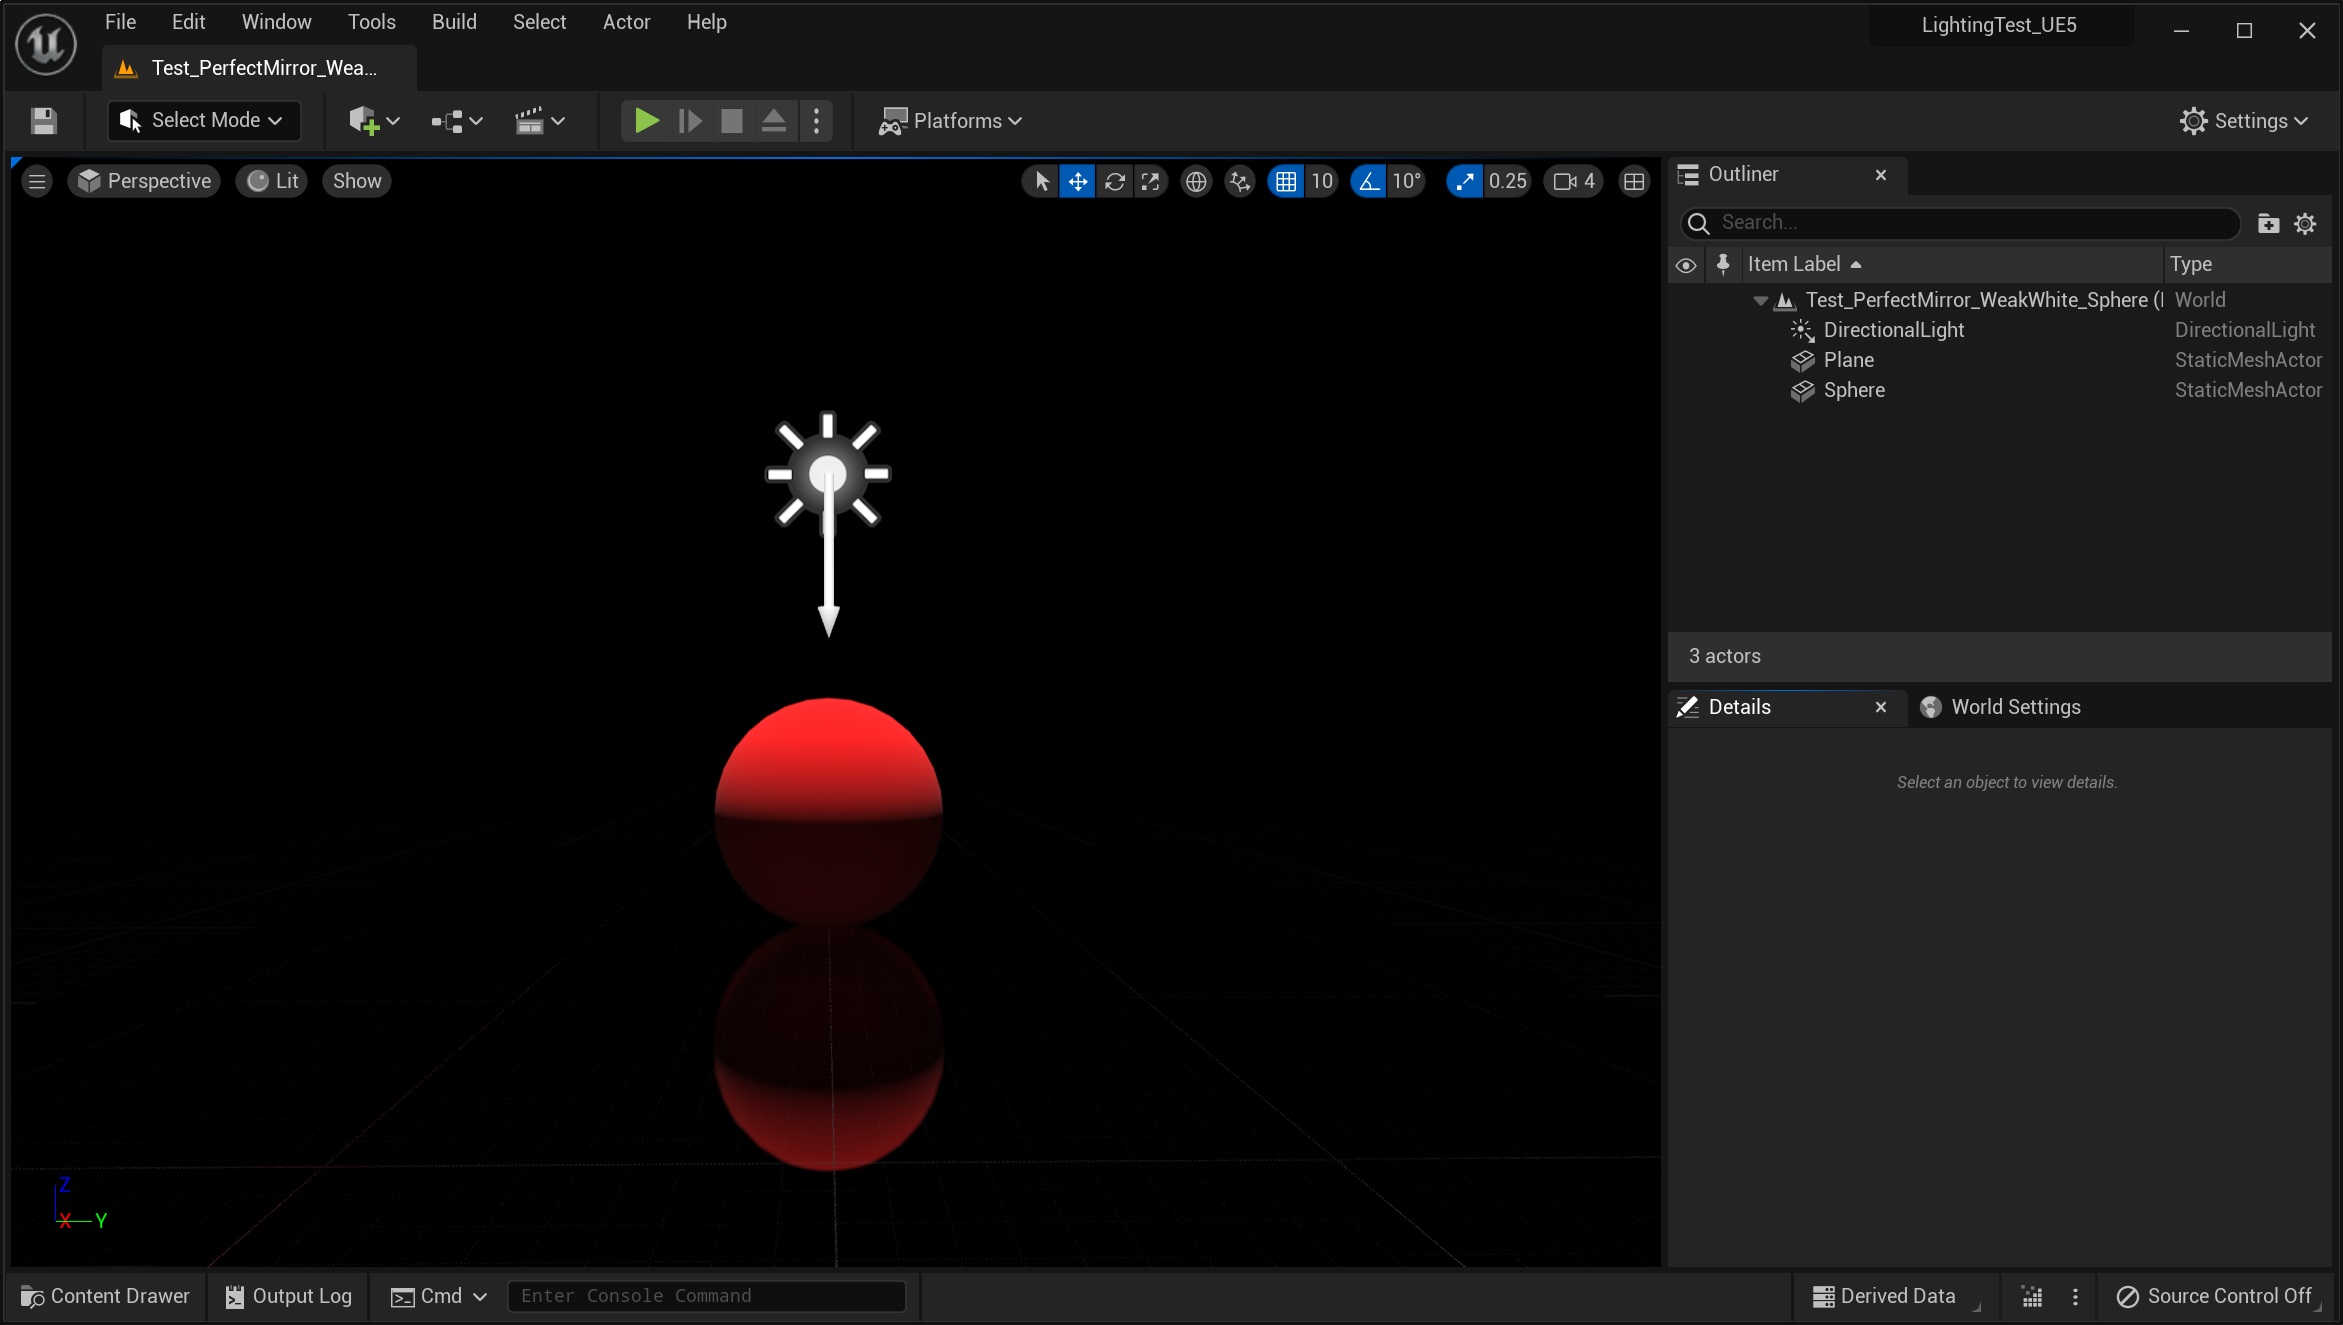 File Edit Window Tools Build Select Actor Help
LightingTest_UE5
Test_PerfectMirror_Wea...
Select Mode
Platforms
Settings
Perspective Lit Show
10 10° 0.25 4
Outliner
Search...
Item Label Type
Test_PerfectMirror_WeakWhite_Sphere ( World
DirectionalLight DirectionalLight
Plane StaticMeshActor
Sphere StaticMeshActor
3 actors
Details World Settings
Select an object to view details.
Z
X Y
Content Drawer Output Log Cmd Enter Console Command Derived Data Source Control Off